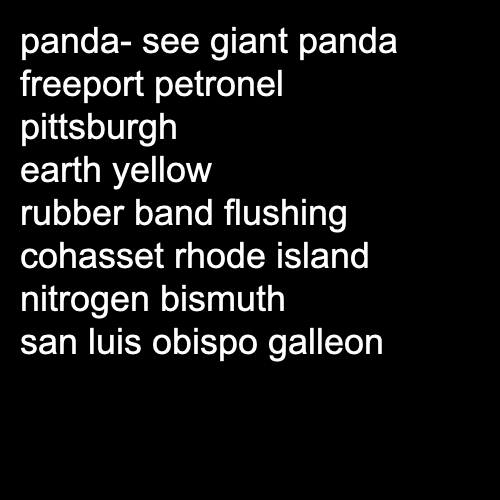 panda- see giant panda
freeport petronel
pittsburgh
earth yellow
rubber band flushing
cohasset rhode island
nitrogen bismuth
san luis obispo galleon